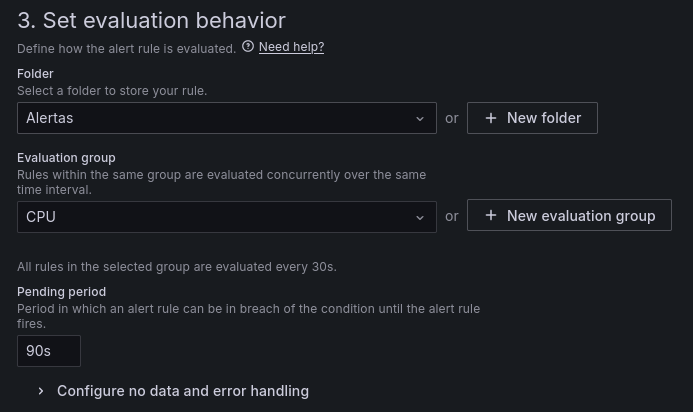 3. Set evaluation behavior
Define how the alert rule is evaluated. Need help?
Folder
Select a folder to store your rule.
Alertas or + New folder
Evaluation group
Rules within the same group are evaluated concurrently over the same
time interval.
CPU or + New evaluation group
All rules in the selected group are evaluated every 30s.
Pending period
Period in which an alert rule can be in breach of the condition until the alert rule
fires.
90s
Configure no data and error handling